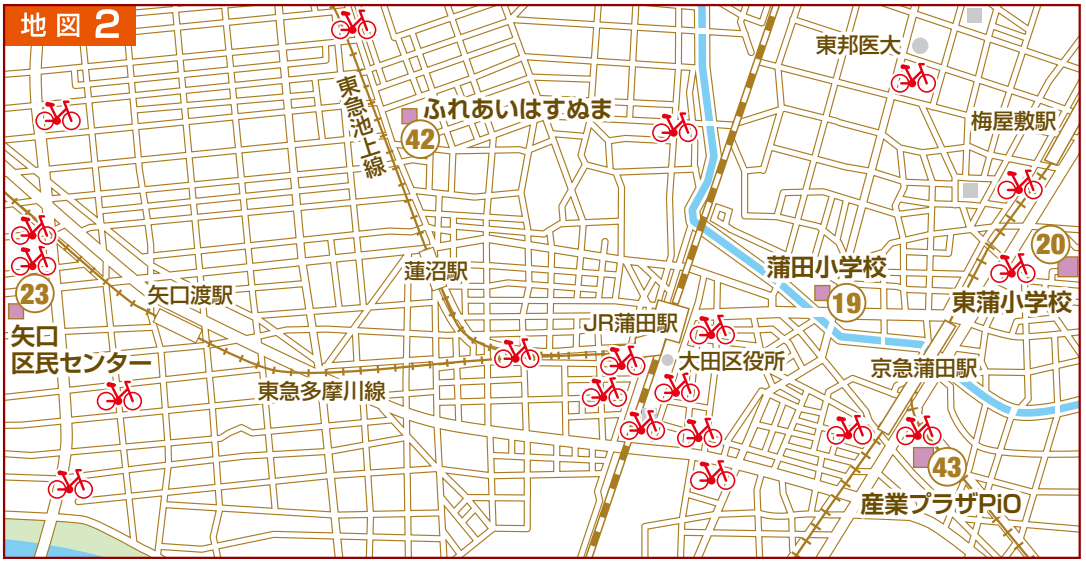 地図 2
東邦医大
東急池上線
ふれあいはすぬま
42
梅屋敷駅
20
蓮沼駅
蒲田小学校
19
東蒲小学校
23
矢口渡駅
矢口
区民センター
JR蒲田駅
大田区役所
京急蒲田駅
東急多摩川線
43
産業プラザPiO